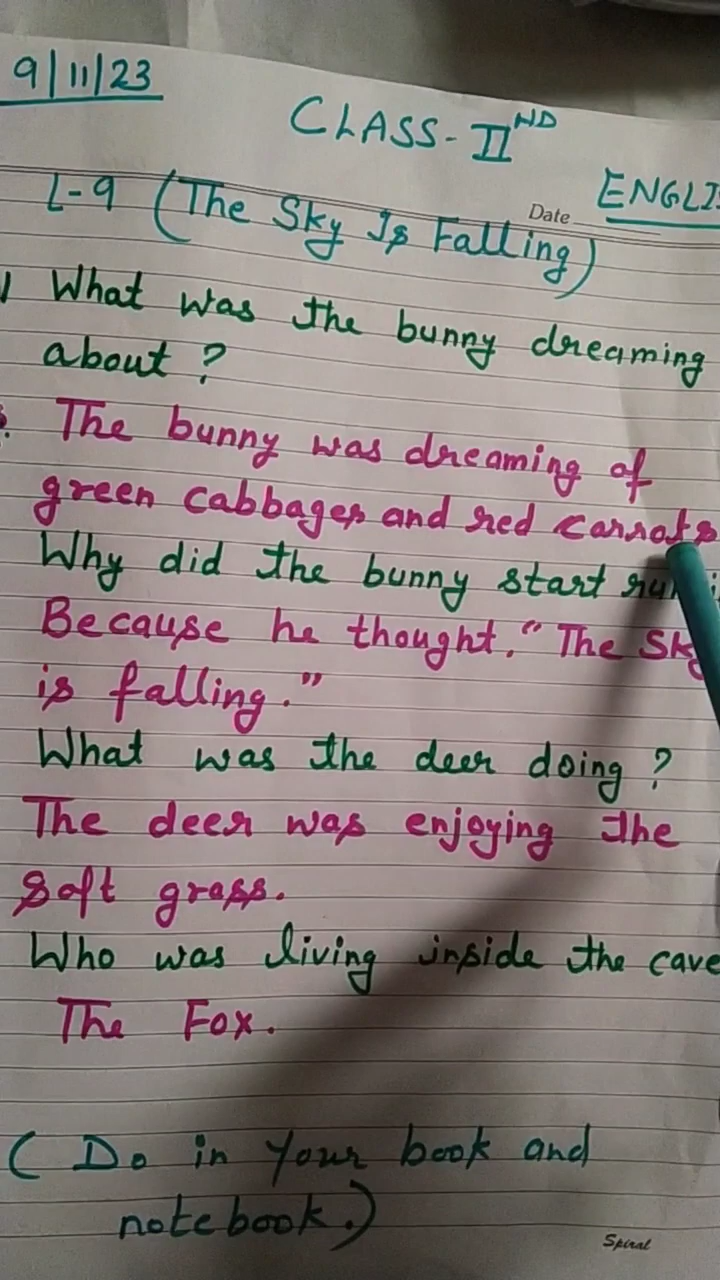 9/11/23
CLASS-II ND
ENGLI
Date
L-9 (The Sky Is Falling)
What was the bunny dreaming
about?
The bunny was dreaming of
green cabbages and red carrots
Why did the bunny start
Because he thought. "The Sky
is falling."
What was the deer doing?
The deer was enjoying the
soft grass.
Who was living inside the cave
The Fox.
( Do in your book and
notebook.)
Spiral